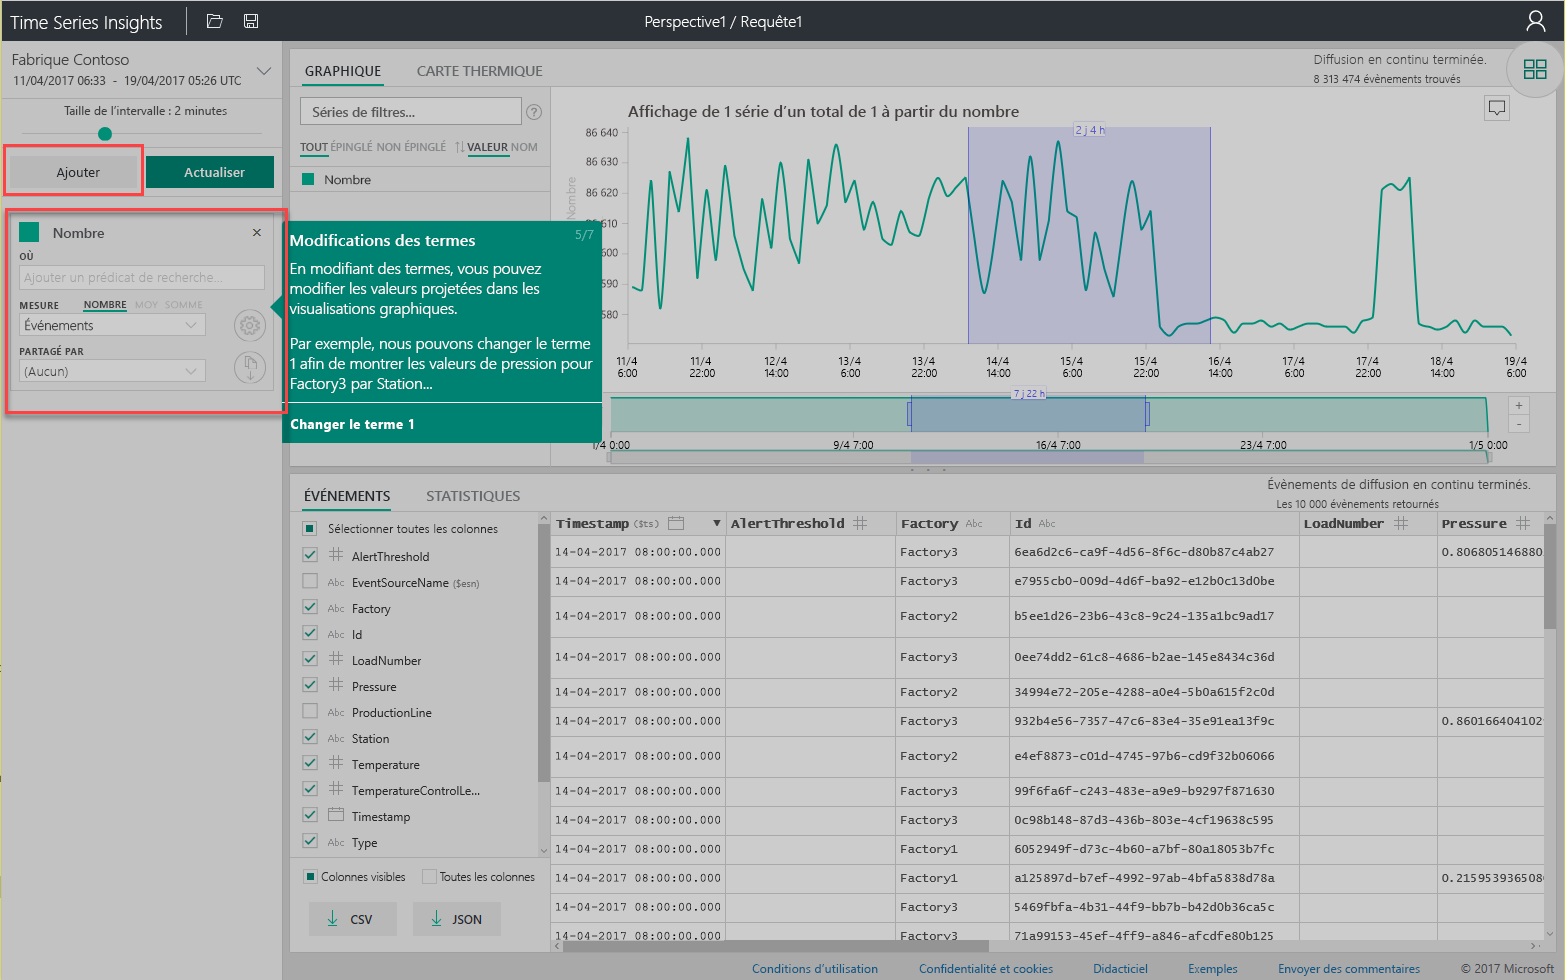 Time Series Insights
Perspective1 / Requête1
Fabrique Contoso
11/04/2017 06:33 - 19/04/2017 05:26 UTC
Taille de l'intervalle : 2 minutes
Ajouter
Actualiser
Nombre
×
OÙ
Ajouter un prédicat de recherche...
MESURE NOMBRE MOY SOMME
Événements
PARTAGÉ PAR
(Aucun)
GRAPHIQUE
CARTE THERMIQUE
Diffusion en continu terminée.
8 313 474 évènements trouvés
Séries de filtres...
?
TOUT ÉPINGLÉ NON ÉPINGLÉ VALEUR NOM
Nombre
Modifications des termes
5/7
En modifiant des termes, vous pouvez
modifier les valeurs projetées dans les
visualisations graphiques.
Par exemple, nous pouvons changer le terme
1 afin de montrer les valeurs de pression pour
Factory3 par Station...
Changer le terme 1
Affichage de 1 série d'un total de 1 à partir du nombre
2 j 4 h
Nombre
86 640
86 630
86 620
610
600
590
580
11/4 6:00
11/4 22:00
12/4 14:00
13/4 6:00
13/4 22:00
14/4 14:00
15/4 6:00
15/4 22:00
16/4 14:00
17/4 6:00
17/4 22:00
18/4 14:00
19/4 6:00
7 j 22 h
+
-
1/4 0:00
9/4 7:00
16/4 7:00
23/4 7:00
1/5 0:00
ÉVÉNEMENTS
STATISTIQUES
Évènements de diffusion en continu terminés.
Les 10 000 évènements retournés
Sélectionner toutes les colonnes
AlertThreshold
Abc EventSourceName ($esn)
Abc Factory
Abc Id
LoadNumber
Pressure
Abc ProductionLine
Abc Station
Temperature
TemperatureControlLe...
Timestamp
Abc Type
Colonnes visibles
Toutes les colonnes
CSV
JSON
Timestamp ($ts) AlertThreshold Factory Abc Id Abc LoadNumber Pressure
14-04-2017 08:00:00.000 Factory3 6ea6d2c6-ca9f-4d56-8f6c-d80b87c4ab27 0.806805146880
14-04-2017 08:00:00.000 Factory3 e7955cb0-009d-4d6f-ba92-e12b0c13d0be
14-04-2017 08:00:00.000 Factory2 b5ee1d26-23b6-43c8-9c24-135a1bc9ad17
14-04-2017 08:00:00.000 Factory3 0ee74dd2-61c8-4686-b2ae-145e8434c36d
14-04-2017 08:00:00.000 Factory2 34994e72-205e-4288-a0e4-5b0a615f2c0d
14-04-2017 08:00:00.000 Factory3 932b4e56-7357-47c6-83e4-35e91ea13f9c 0.860166404102
14-04-2017 08:00:00.000 Factory2 e4ef8873-c01d-4745-97b6-cd9f32b06066
14-04-2017 08:00:00.000 Factory3 99f6fa6f-c243-483e-a9e9-b9297f871630
14-04-2017 08:00:00.000 Factory3 0c98b148-87d3-436b-803e-4cf19638c595
14-04-2017 08:00:00.000 Factory1 6052949f-d73c-4b60-a7bf-80a18053b7fc
14-04-2017 08:00:00.000 Factory1 a125897d-b7ef-4992-97ab-4bfa5838d78a 0.215953936508
14-04-2017 08:00:00.000 Factory3 5469fbfa-4b31-44f9-bb7b-b42d0b36ca5c
14-04-2017 08:00:00.000 Factory3 71a99153-45ef-4ff9-a846-afcdfe80b125
Conditions d'utilisation
Confidentialité et cookies
Didacticiel
Exemples
Envoyer des commentaires
© 2017 Microsoft